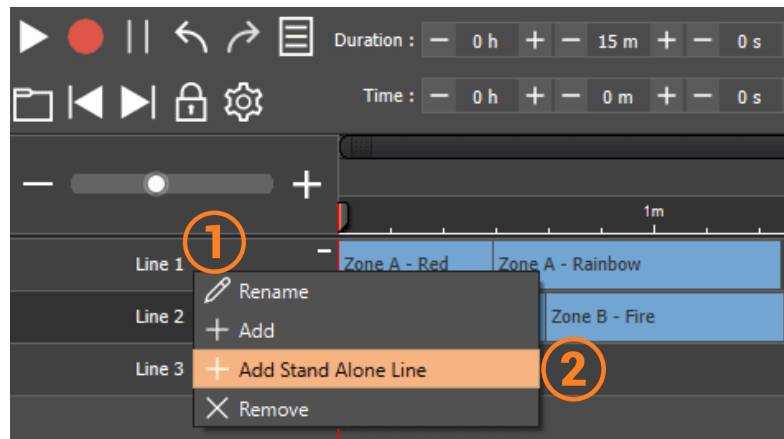 Duration : 0 h 15 m 0 s
Time : 0 h 0 m 0 s
1m
1
Line 1 Zone A - Red Zone A - Rainbow
Rename
Line 2 Zone B - Fire
Add
Line 3 Add Stand Alone Line 2
Remove